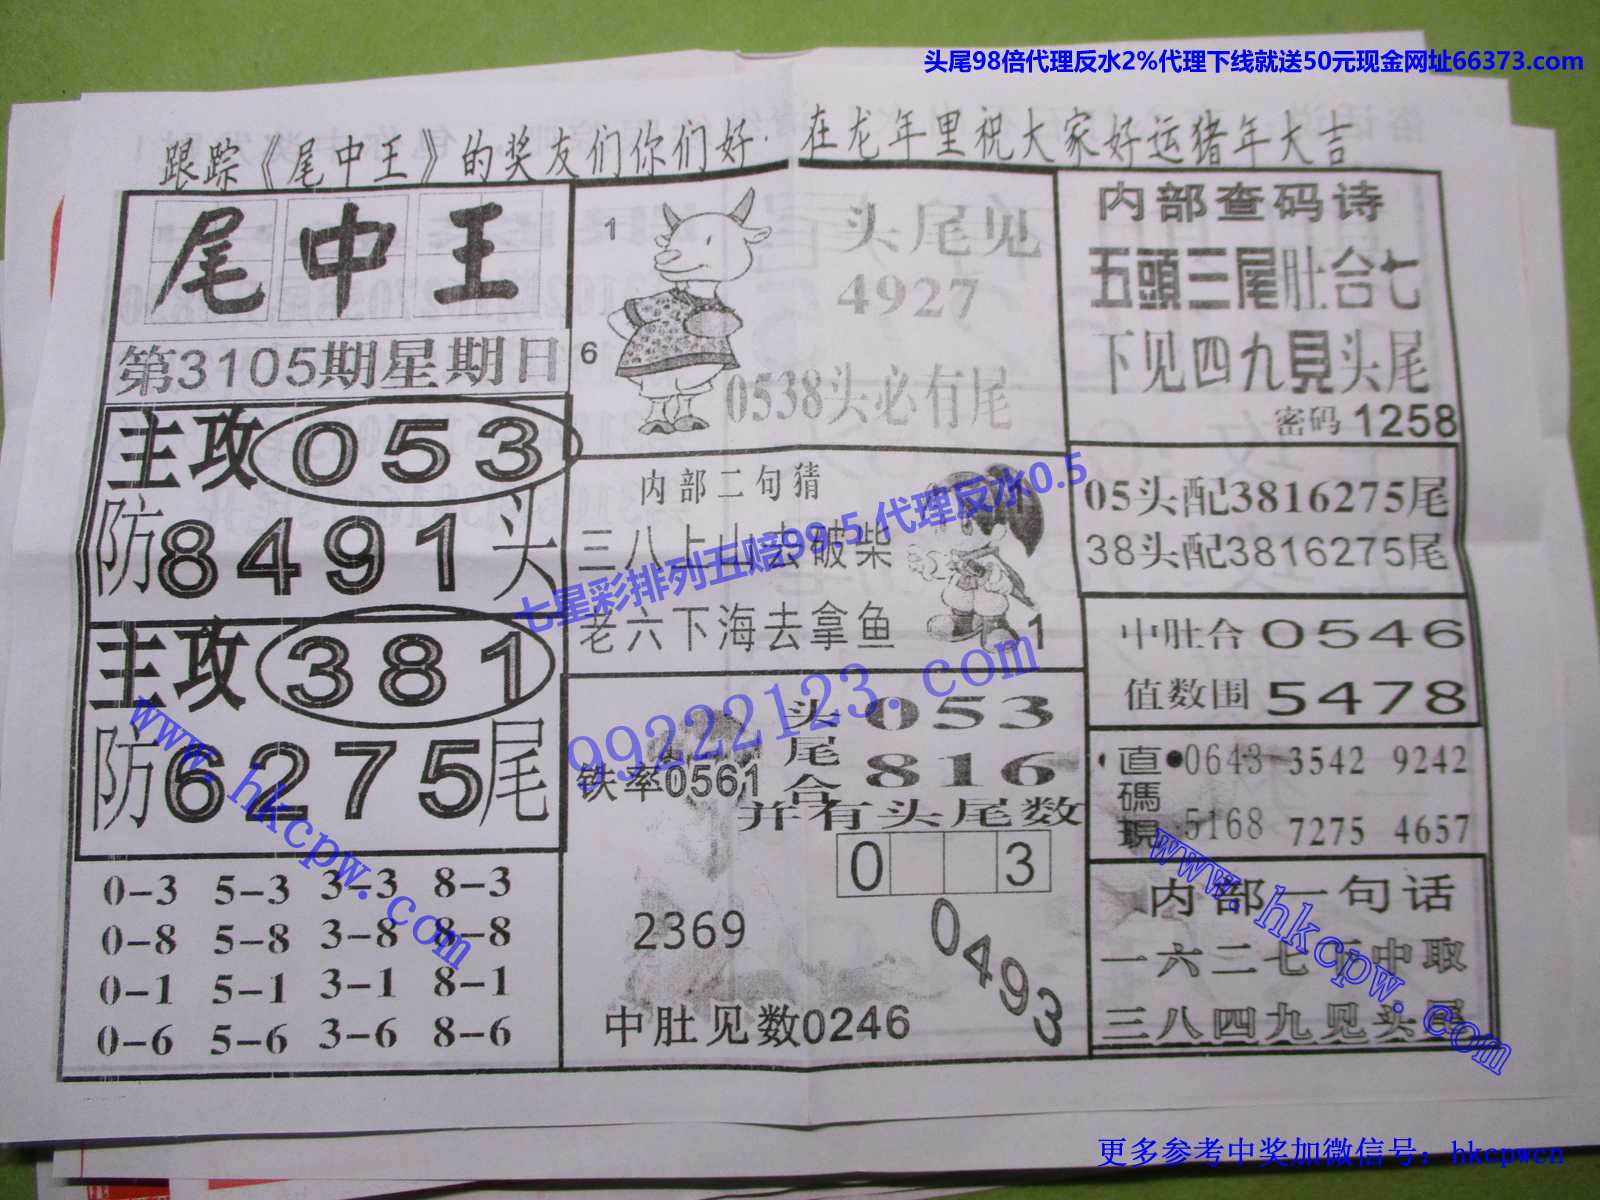 头尾98倍代理反水2%代理下线就送50元现金网址66373.com
跟踪《尾中王》的奖友们你们好.在龙年里祝大家好运猪年大吉
尾中王
第3105期星期日
主攻053
防8491头
主攻381
防6275尾
0-3 5-3 3-3 8-3
0-8 5-8 3-8 8-8
0-1 5-1 3-1 8-1
0-6 5-6 3-6 8-6
1
6
头尾见
4927
0538头必有尾
内部二句猜
三八上山去破柴
老六下海去拿鱼
1
七星彩排列五赔99.5代理反水0.5
99222123.com
铁率0561
头尾合
053
816
并有头尾数
0 3
2369
0493
中肚见数0246
内部查码诗
五頭三尾肚合七
下见四九見头尾
密码1258
05头配3816275尾
38头配3816275尾
中肚合0546
值数围5478
直碼現
0643 3542 9242
5168 7275 4657
内部一句话
一六二七 中取
三八四九见头尾
www.hkcpw.com
www.hkcpw.com
更多参考中奖加微信号：hkcpwcn